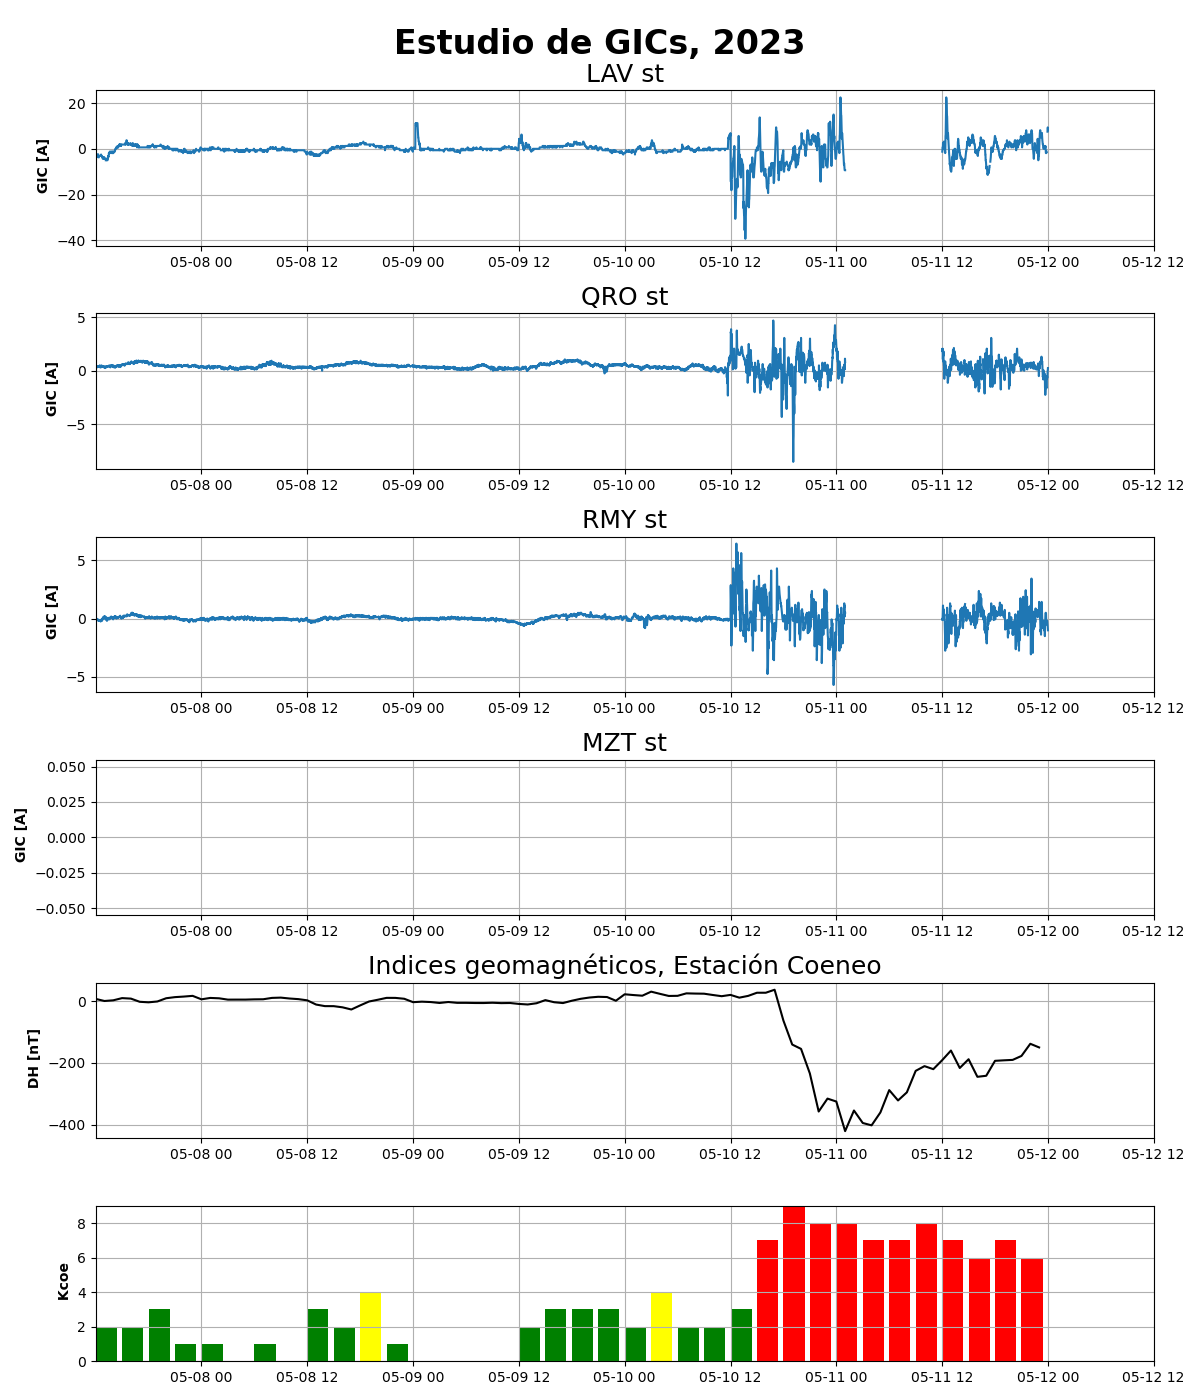 Estudio de GICs, 2023
LAV st
GIC [A]
20
0
−20
−40
05-08 00 05-08 12 05-09 00 05-09 12 05-10 00 05-10 12 05-11 00 05-11 12 05-12 00 05-12 12
QRO st
GIC [A]
5
0
−5
05-08 00 05-08 12 05-09 00 05-09 12 05-10 00 05-10 12 05-11 00 05-11 12 05-12 00 05-12 12
RMY st
GIC [A]
5
0
−5
05-08 00 05-08 12 05-09 00 05-09 12 05-10 00 05-10 12 05-11 00 05-11 12 05-12 00 05-12 12
MZT st
GIC [A]
0.050
0.025
0.000
−0.025
−0.050
05-08 00 05-08 12 05-09 00 05-09 12 05-10 00 05-10 12 05-11 00 05-11 12 05-12 00 05-12 12
Indices geomagnéticos, Estación Coeneo
DH [nT]
0
−200
−400
05-08 00 05-08 12 05-09 00 05-09 12 05-10 00 05-10 12 05-11 00 05-11 12 05-12 00 05-12 12
Kcoe
8
6
4
2
0
05-08 00 05-08 12 05-09 00 05-09 12 05-10 00 05-10 12 05-11 00 05-11 12 05-12 00 05-12 12